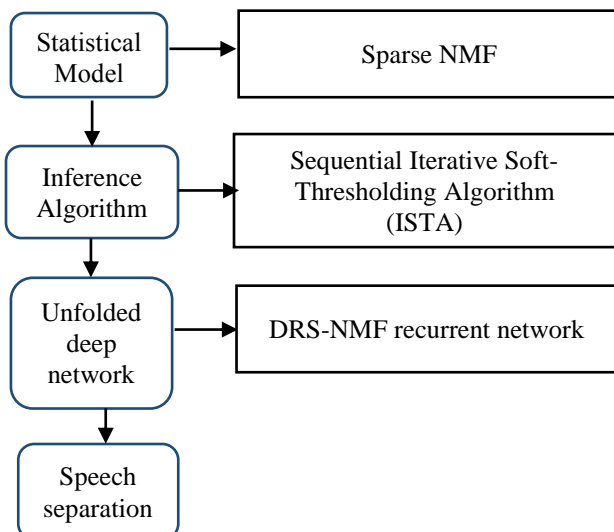 Statistical
Model
Sparse NMF
Inference
Algorithm
Sequential Iterative Soft-
Thresholding Algorithm
(ISTA)
Unfolded
deep
network
DRS-NMF recurrent network
Speech
separation